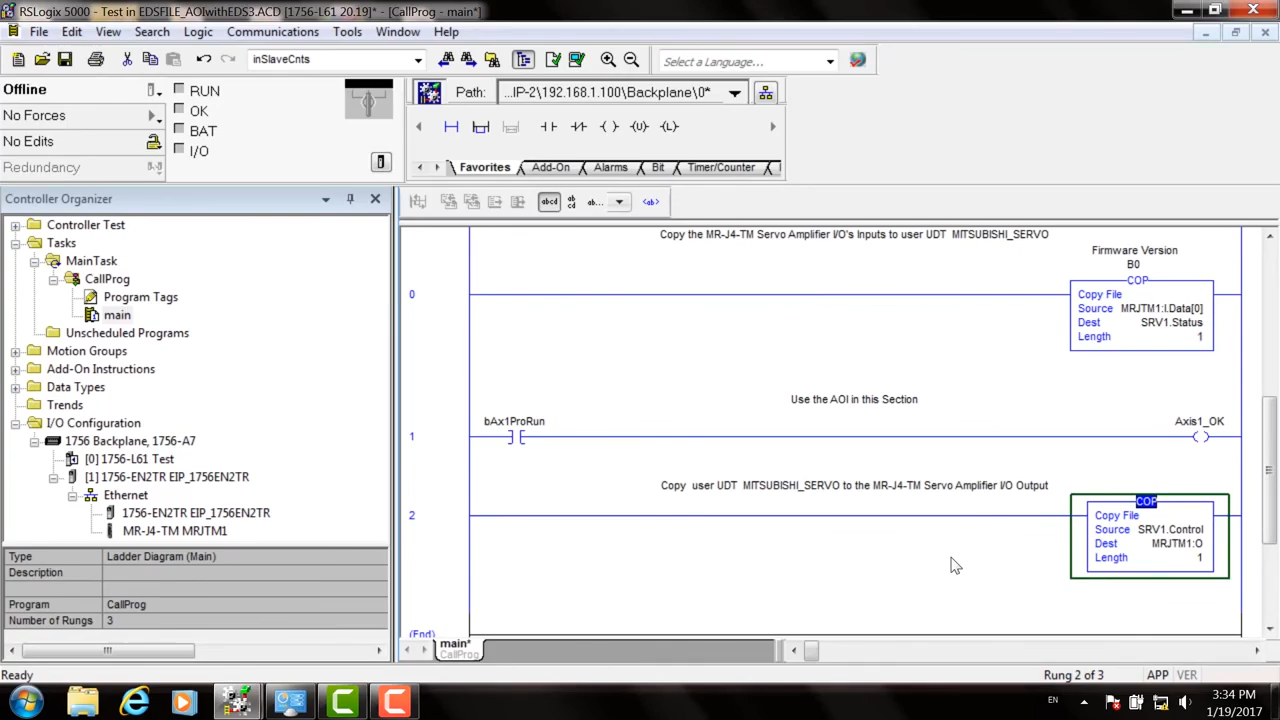 RSLogix 5000 - Test in EDSFILE_AOIwithEDS3.ACD [1756-L61 20.19]* - [CallProg - main*]
File Edit View Search Logic Communications Tools Window Help
inSlaveCnts
Select a Language...
Offline
RUN
No Forces
OK
No Edits
BAT
Redundancy
I/O
Path: ...IP-2\192.168.1.100\Backplane\0*
Favorites Add-On Alarms Bit Timer/Counter
Controller Organizer
Controller Test
Tasks
MainTask
CallProg
Program Tags
main
Unscheduled Programs
Motion Groups
Add-On Instructions
Data Types
Trends
I/O Configuration
1756 Backplane, 1756-A7
[0] 1756-L61 Test
[1] 1756-EN2TR EIP_1756EN2TR
Ethernet
1756-EN2TR EIP_1756EN2TR
MR-J4-TM MRJTM1
Type Ladder Diagram (Main)
Description
Program CallProg
Number of Rungs 3
abcd
ab
cd
ab...
<ab>
Copy the MR-J4-TM Servo Amplifier I/O's Inputs to user UDT MITSUBISHI_SERVO
Firmware Version
B0
COP
0
Copy File
Source MRJTM1:I.Data[0]
Dest SRV1.Status
Length 1
Use the AOI in this Section
bAx1ProRun
Axis1_OK
1
Copy user UDT MITSUBISHI_SERVO to the MR-J4-TM Servo Amplifier I/O Output
COP
2
Copy File
Source SRV1.Control
Dest MRJTM1:O
Length 1
(End)
main*
CallProg
Ready
Rung 2 of 3 APP VER
EN
3:34 PM
1/19/2017